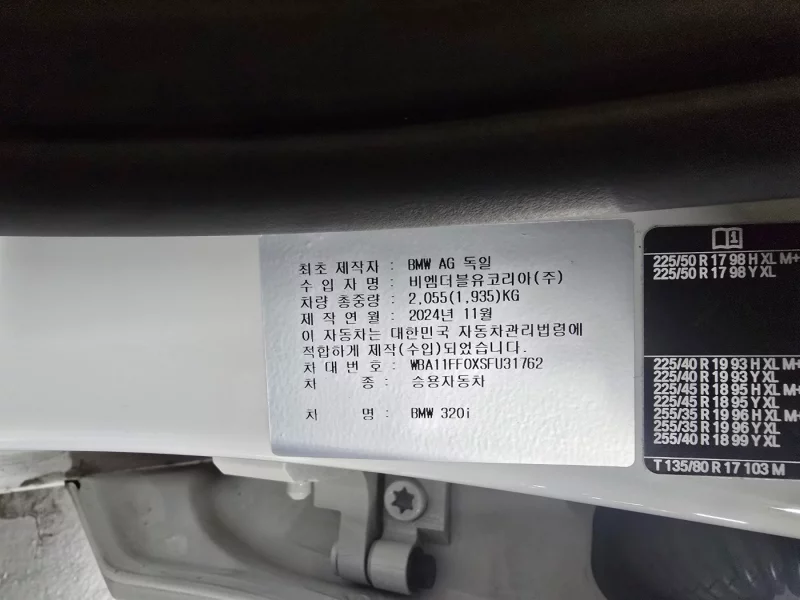 최초 제작자 : BMW AG 독일
수 입 자 명 : 비엠더블유코리아(주)
차량 총중량 : 2,055(1,935)KG
제 작 연 월 : 2024년 11월
이 자동차는 대한민국 자동차관리법령에
적합하게 제작(수입)되었습니다.
차 대 번 호 : WBA11FF0XSFU31762
차 종 : 승용자동차
차 명 : BMW 320i
1
225/50 R 17 98 H XL M+
225/50 R 17 98 Y XL
225/40 R 19 93 H XL M+
225/40 R 19 93 Y XL
225/45 R 18 95 H XL M+
225/45 R 18 95 Y XL
255/35 R 19 96 H XL M+
255/35 R 19 96 Y XL
255/40 R 18 99 Y XL
T 135/80 R 17 103 M